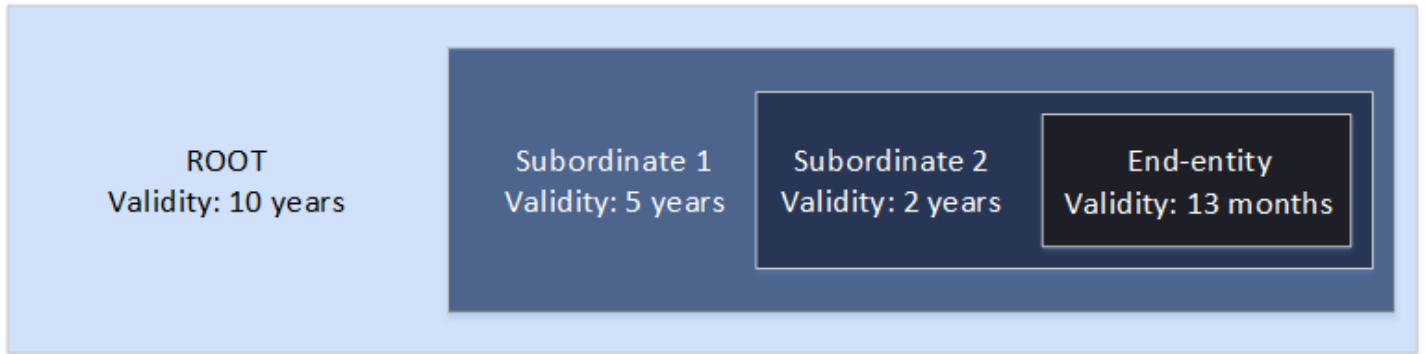 ROOT
Validity: 10 years
Subordinate 1
Validity: 5 years
Subordinate 2
Validity: 2 years
End-entity
Validity: 13 months